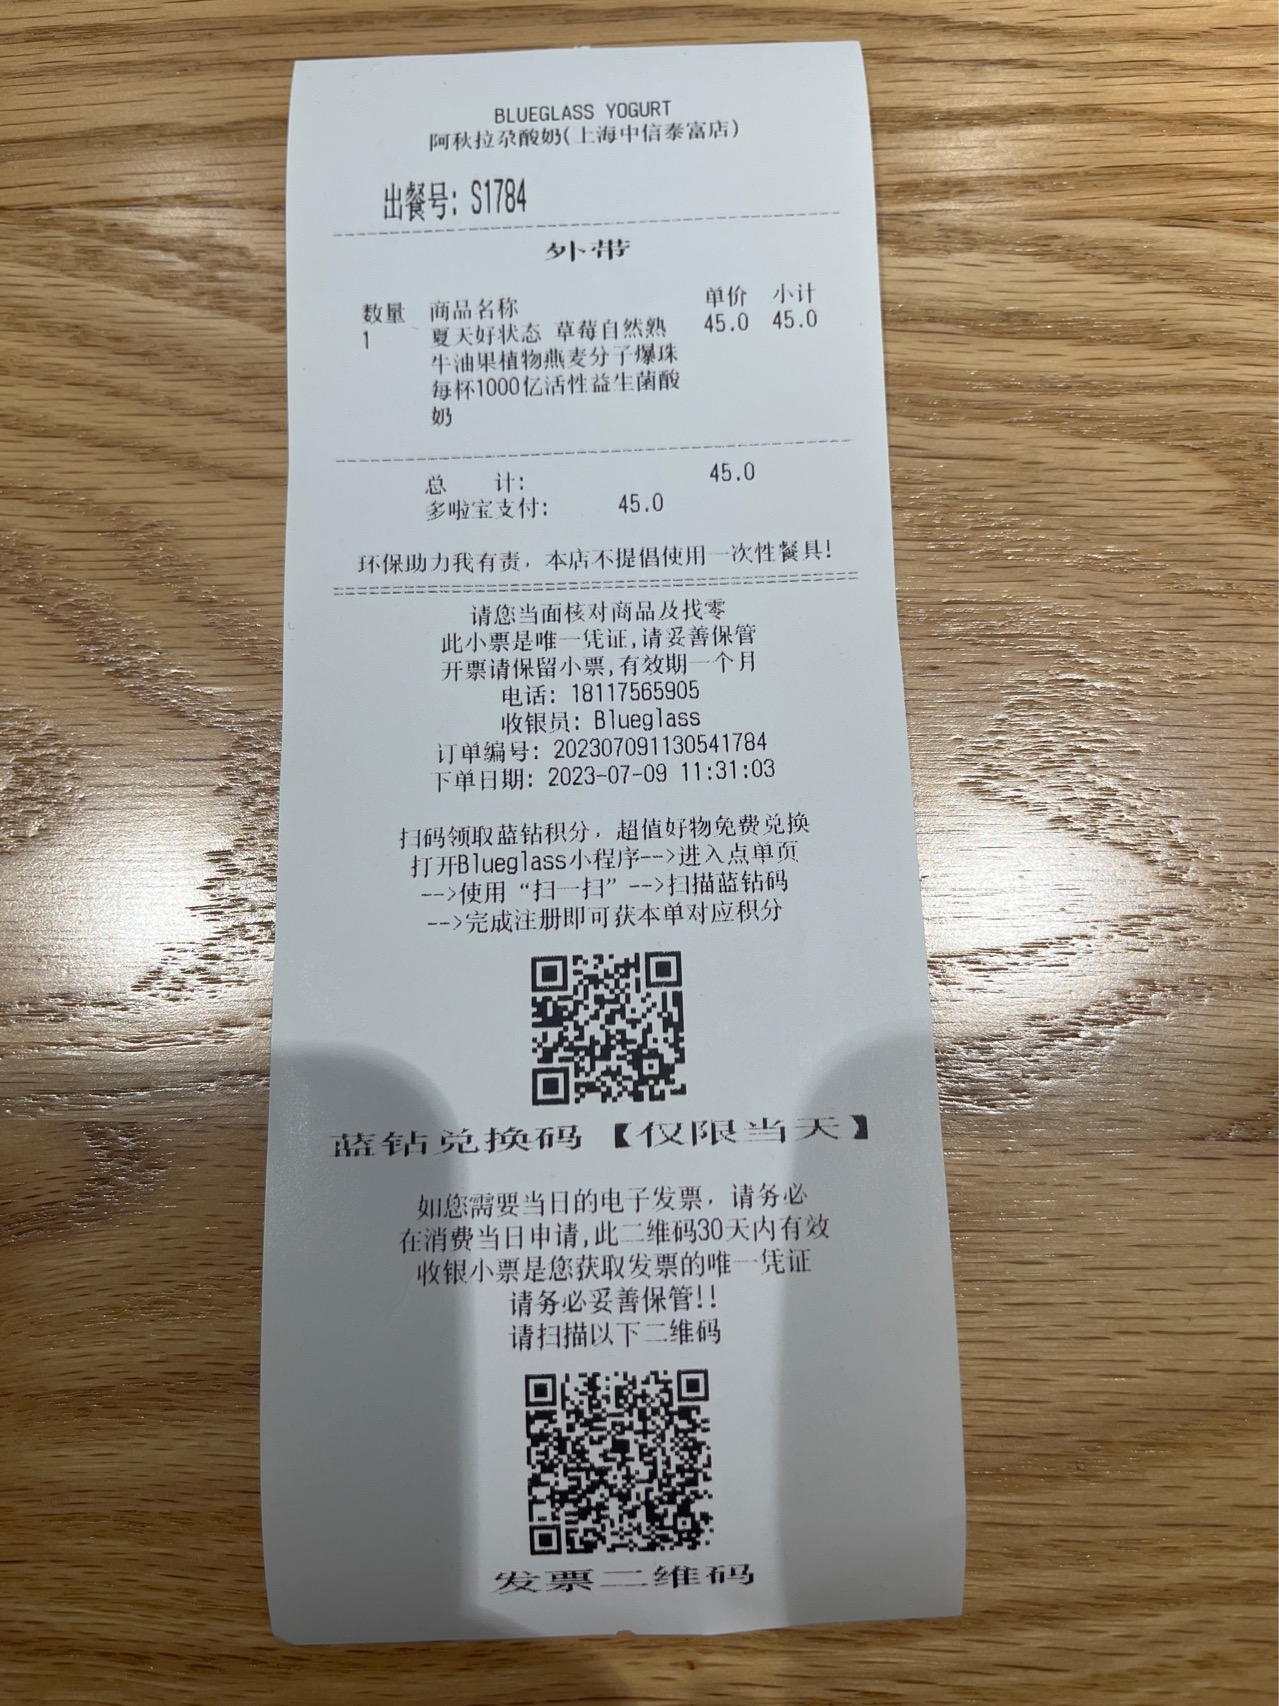 BLUEGLASS YOGURT
阿秋拉尕酸奶(上海中信泰富店)
出餐号: S1784
外带
数量 商品名称 单价 小计
1 夏天好状态 草莓自然熟 45.0 45.0
牛油果植物燕麦分子爆珠
每杯1000亿活性益生菌酸
奶
总 计: 45.0
多啦宝支付: 45.0
环保助力我有责，本店不提倡使用一次性餐具!
请您当面核对商品及找零
此小票是唯一凭证,请妥善保管
开票请保留小票,有效期一个月
电话: 18117565905
收银员: Blueglass
订单编号: 202307091130541784
下单日期: 2023-07-09 11:31:03
扫码领取蓝钻积分，超值好物免费兑换
打开Blueglass小程序-->进入点单页
-->使用“扫一扫”-->扫描蓝钻码
-->完成注册即可获本单对应积分
蓝钻兑换码【仅限当天】
如您需要当日的电子发票，请务必
在消费当日申请,此二维码30天内有效
收银小票是您获取发票的唯一凭证
请务必妥善保管!!
请扫描以下二维码
发票二维码